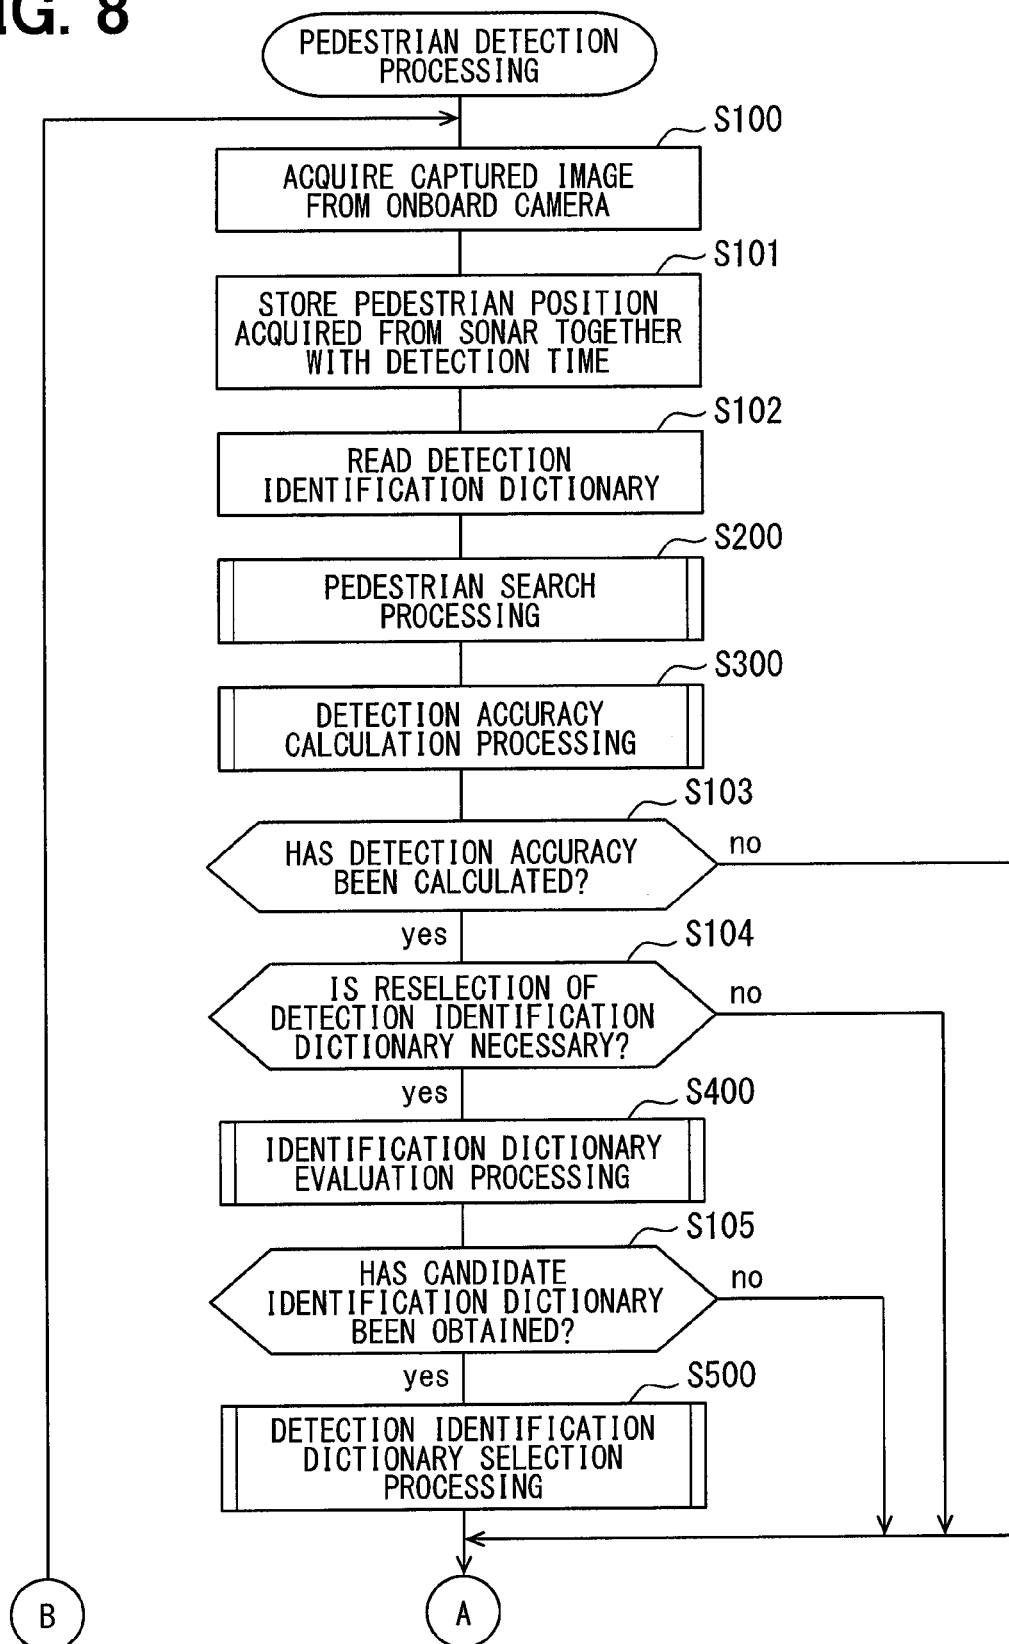 IG. 8
PEDESTRIAN DETECTION
PROCESSING
S100
ACQUIRE CAPTURED IMAGE
FROM ONBOARD CAMERA
S101
STORE PEDESTRIAN POSITION
ACQUIRED FROM SONAR TOGETHER
WITH DETECTION TIME
S102
READ DETECTION
IDENTIFICATION DICTIONARY
S200
PEDESTRIAN SEARCH
PROCESSING
S300
DETECTION ACCURACY
CALCULATION PROCESSING
S103
HAS DETECTION ACCURACY
BEEN CALCULATED?
no
yes
S104
IS RESELECTION OF
DETECTION IDENTIFICATION
DICTIONARY NECESSARY?
no
yes
S400
IDENTIFICATION DICTIONARY
EVALUATION PROCESSING
S105
HAS CANDIDATE
IDENTIFICATION DICTIONARY
BEEN OBTAINED?
no
yes
S500
DETECTION IDENTIFICATION
DICTIONARY SELECTION
PROCESSING
B
A